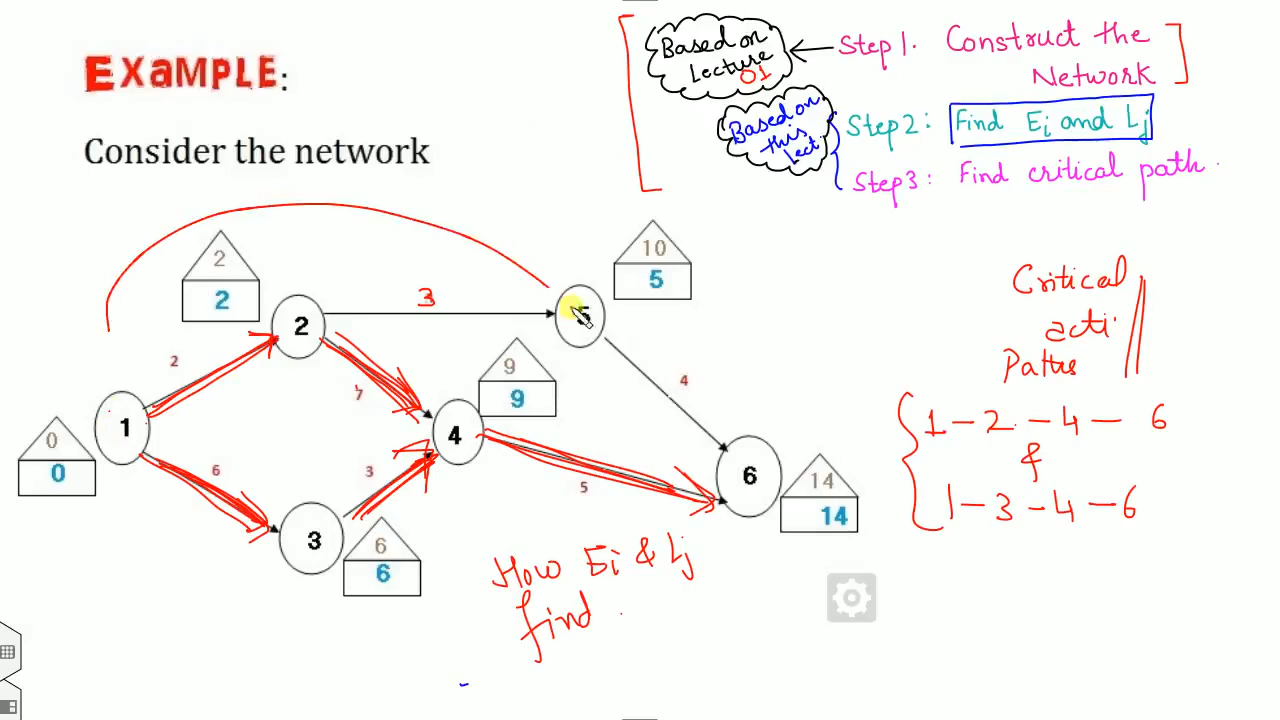 EXAMPLE:
Consider the network
Based on
Lecture
01
Step 1. Construct the
Network
Based on
this
Lect.
Step 2: Find Ei and Lj
Step 3: Find critical path.
2
2
10
5
3
2
5
9
9
2
7
1
4
0
0
6
3
4
6
5
14
14
3
6
6
Critical
acti
Paths
1 - 2 - 4 - 6
&
1 - 3 - 4 - 6
How Ei & Lj
find.